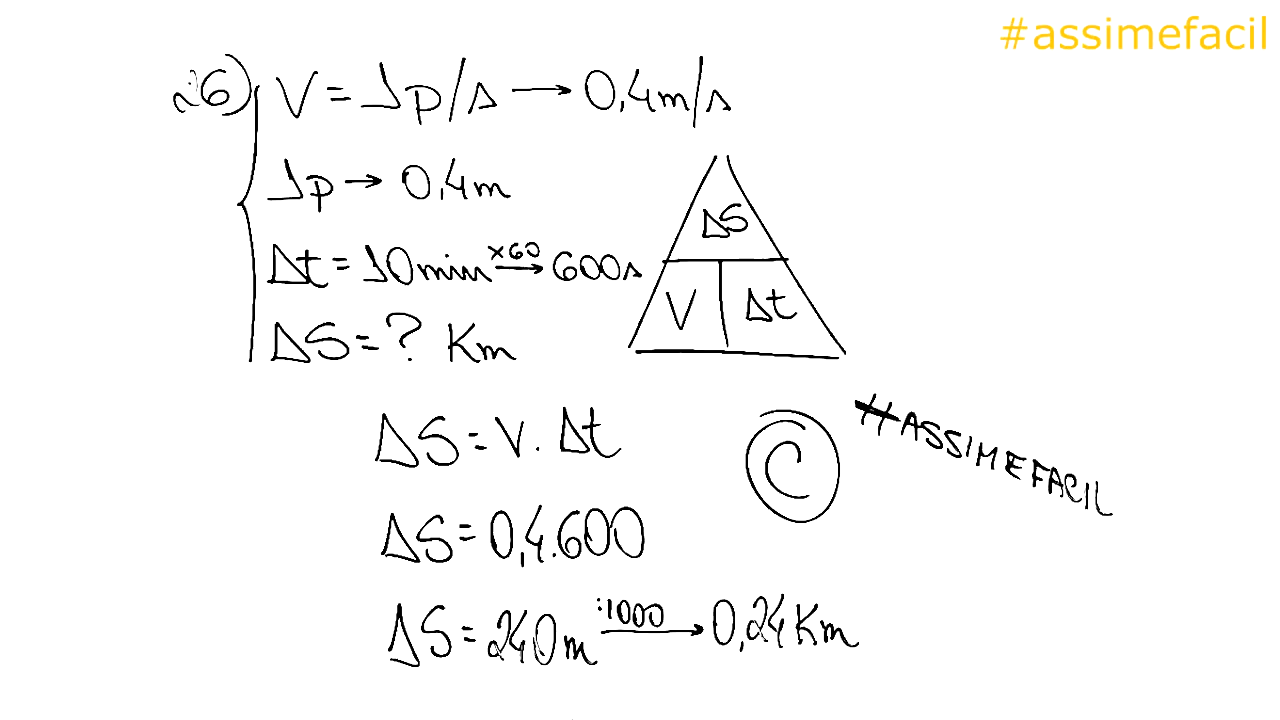 #assimefacil
26) V = 1p/s → 0,4m/s
1p → 0,4m
Δt = 10min ×60 → 600s
ΔS = ? Km
ΔS
V Δt
ΔS = V . Δt
C
#ASSIMEFACIL
ΔS = 0,4.600
ΔS = 240m :1000 → 0,24Km